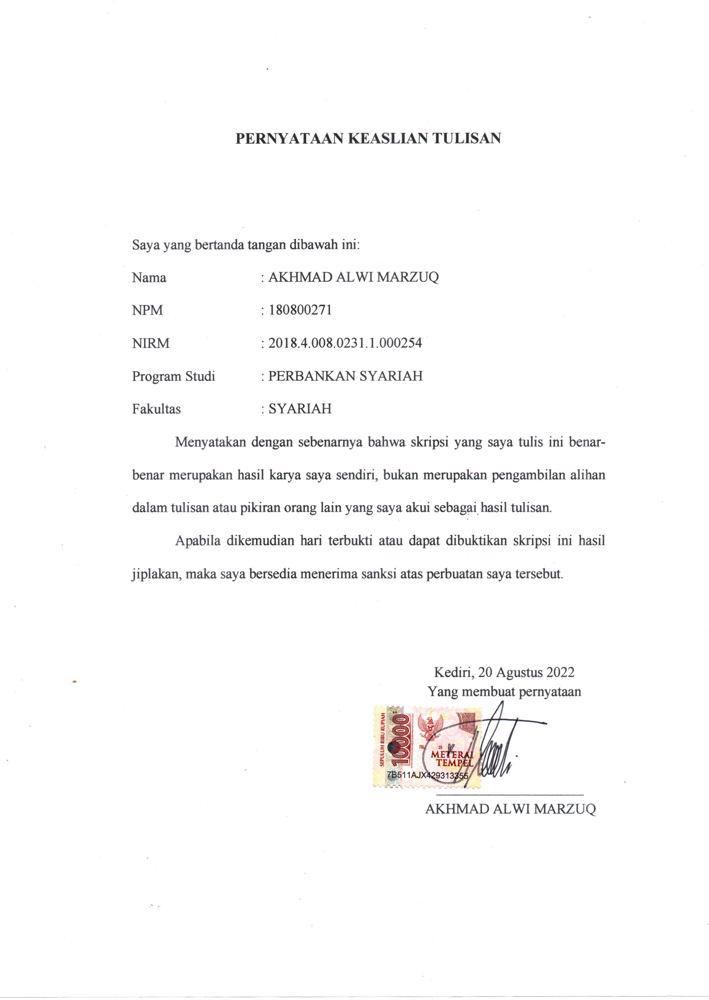 PERNYATAAN KEASLIAN TULISAN
Saya yang bertanda tangan dibawah ini:
Nama : AKHMAD ALWI MARZUQ
NPM : 180800271
NIRM : 2018.4.008.0231.1.000254
Program Studi : PERBANKAN SYARIAH
Fakultas : SYARIAH
Menyatakan dengan sebenarnya bahwa skripsi yang saya tulis ini benar-
benar merupakan hasil karya saya sendiri, bukan merupakan pengambilan alihan
dalam tulisan atau pikiran orang lain yang saya akui sebagai hasil tulisan.
Apabila dikemudian hari terbukti atau dapat dibuktikan skripsi ini hasil
jiplakan, maka saya bersedia menerima sanksi atas perbuatan saya tersebut.
Kediri, 20 Agustus 2022
Yang membuat pernyataan
SEPULUH RIBU RUPIAH
10000
TGL. 20
METERAI
TEMPEL
7B511AJX429313355
AKHMAD ALWI MARZUQ